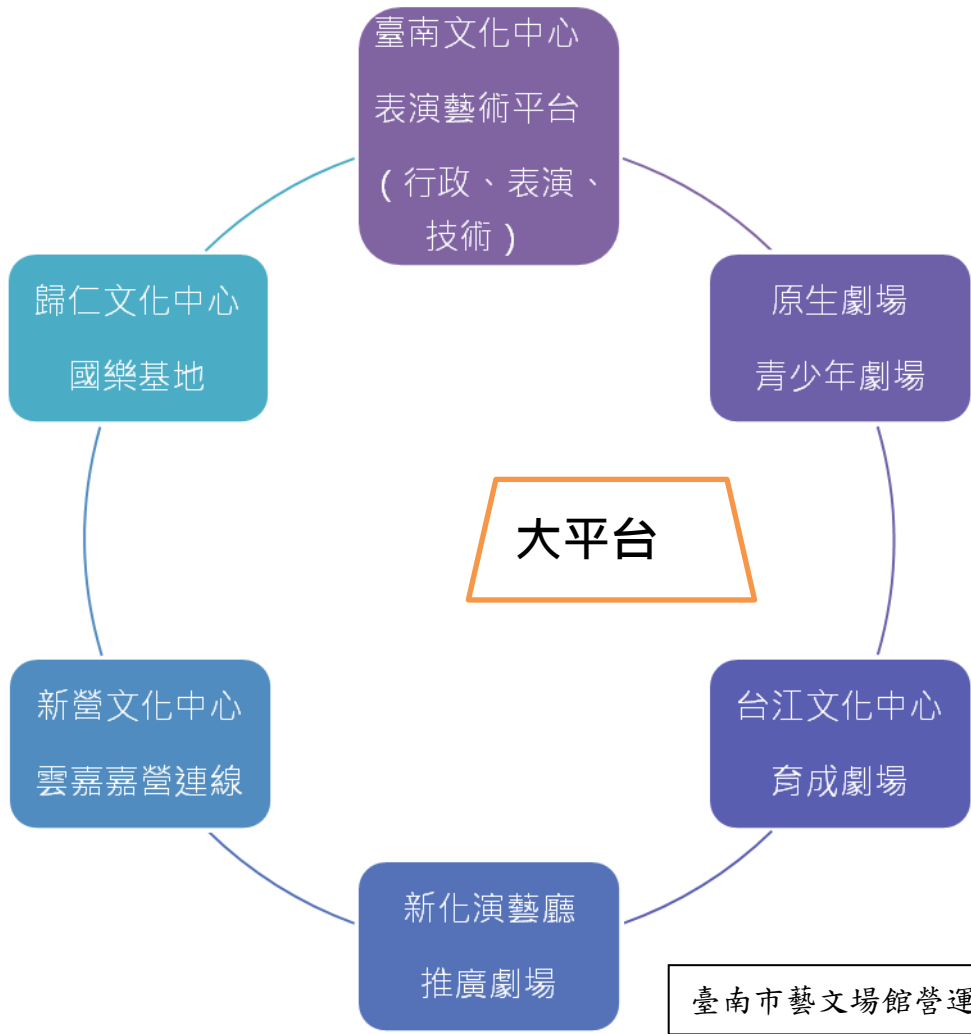 臺南文化中心
表演藝術平台
(行政、表演、
技術)
原生劇場
青少年劇場
台江文化中心
育成劇場
新化演藝廳
推廣劇場
新營文化中心
雲嘉嘉營連線
歸仁文化中心
國樂基地
大平台
臺南市藝文場館營運